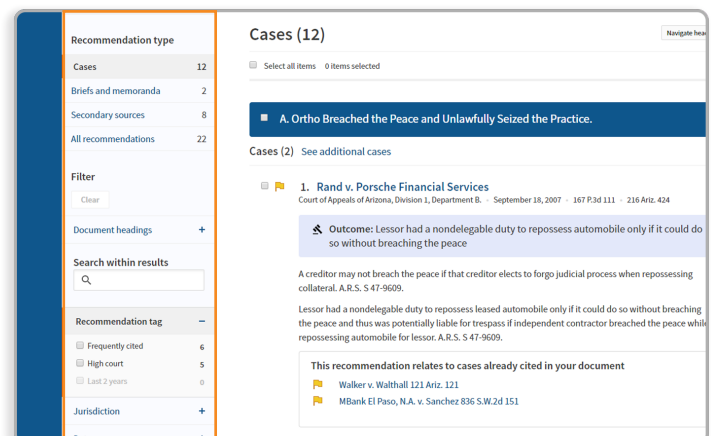 Recommendation type
Cases 12
Briefs and memoranda 2
Secondary sources 8
All recommendations 22
Filter
Clear
Document headings +
Search within results
Recommendation tag –
Frequently cited 6
High court 5
Last 2 years 0
Jurisdiction +
Cases (12)
Navigate
Select all items 0 items selected
A. Ortho Breached the Peace and Unlawfully Seized the Practice.
Cases (2) See additional cases
1. Rand v. Porsche Financial Services
Court of Appeals of Arizona, Division 1, Department B. - September 18, 2007 - 167 P.3d 111 - 216 Ariz. 424
Outcome: Lessor had a nondelegable duty to repossess automobile only if it could do
so without breaching the peace
A creditor may not breach the peace if that creditor elects to forgo judicial process when repossessing
collateral. A.R.S. S 47-9609.
Lessor had a nondelegable duty to repossess leased automobile only if it could do so without breaching
the peace and thus was potentially liable for trespass if independent contractor breached the peace while
repossessing automobile for lessor. A.R.S. S 47-9609.
This recommendation relates to cases already cited in your document
Walker v. Walthall 121 Ariz. 121
MBank El Paso, N.A. v. Sanchez 836 S.W.2d 151